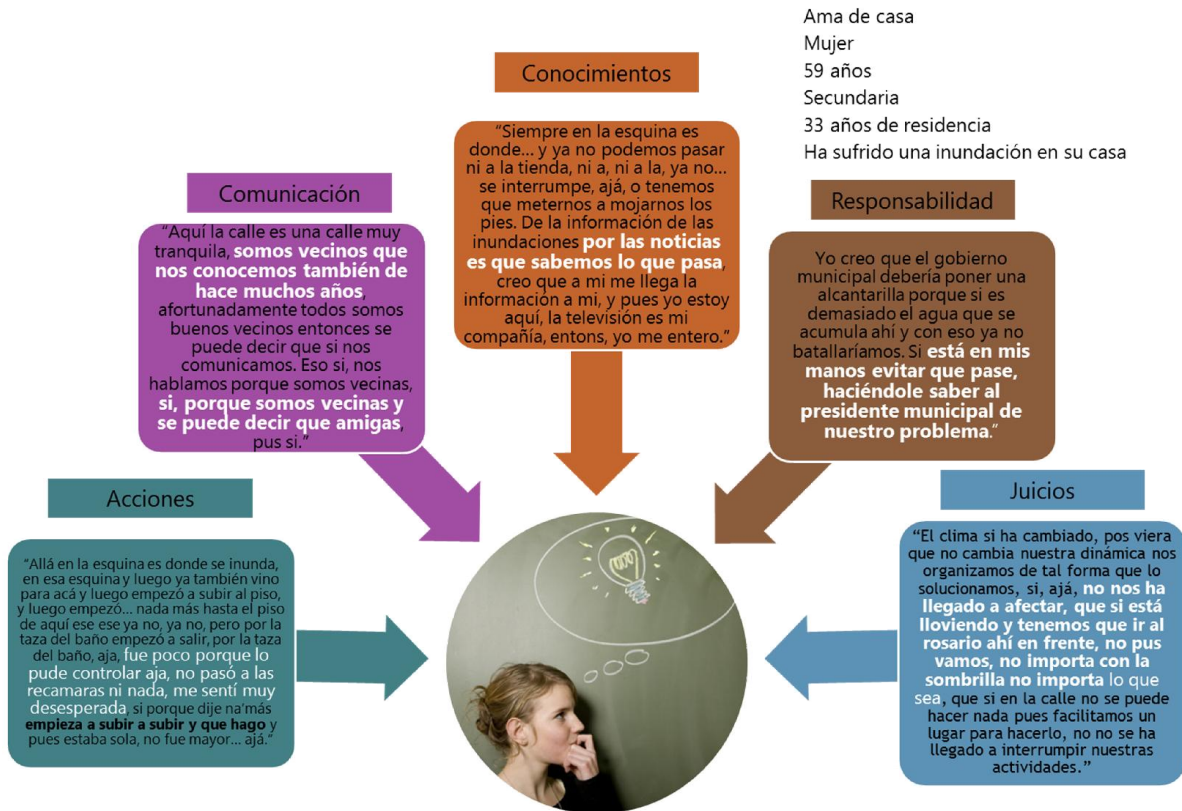 Ama de casa
Mujer
59 años
Secundaria
33 años de residencia
Ha sufrido una inundación en su casa
Conocimientos
“Siempre en la esquina es
donde... y ya no podemos pasar
ni a la tienda, ni a, ni a la, ya no...
se interrumpe, ajá, o tenemos
que meternos a mojarnos los
pies. De la información de las
inundaciones por las noticias
es que sabemos lo que pasa,
creo que a mi me llega la
información a mi, y pues yo estoy
aquí, la televisión es mi
compañía, entons, yo me entero.”
Comunicación
“Aquí la calle es una calle muy
tranquila, somos vecinos que
nos conocemos también de
hace muchos años,
afortunadamente todos somos
buenos vecinos entonces se
puede decir que si nos
comunicamos. Eso si, nos
hablamos porque somos vecinas,
si, porque somos vecinas y
se puede decir que amigas,
pus si.”
Responsabilidad
Yo creo que el gobierno
municipal debería poner una
alcantarilla porque si es
demasiado el agua que se
acumula ahí y con eso ya no
batallaríamos. Si está en mis
manos evitar que pase,
haciéndole saber al
presidente municipal de
nuestro problema.”
Acciones
“Allá en la esquina es donde se inunda,
en esa esquina y luego ya también vino
para acá y luego empezó a subir al piso,
y luego empezó... nada más hasta el piso
de aquí ese ese ya no, ya no, pero por la
taza del baño empezó a salir, por la taza
del baño, aja, fue poco porque lo
pude controlar aja, no pasó a las
recamaras ni nada, me sentí muy
desesperada, si porque dije na’más
empieza a subir a subir y que hago y
pues estaba sola, no fue mayor... ajá.”
Juicios
“El clima si ha cambiado, pos viera
que no cambia nuestra dinámica nos
organizamos de tal forma que lo
solucionamos, si, ajá, no nos ha
llegado a afectar, que si está
lloviendo y tenemos que ir al
rosario ahí en frente, no pus
vamos, no importa con la
sombrilla no importa lo que
sea, que si en la calle no se puede
hacer nada pues facilitamos un
lugar para hacerlo, no no se ha
llegado a interrumpir nuestras
actividades.”